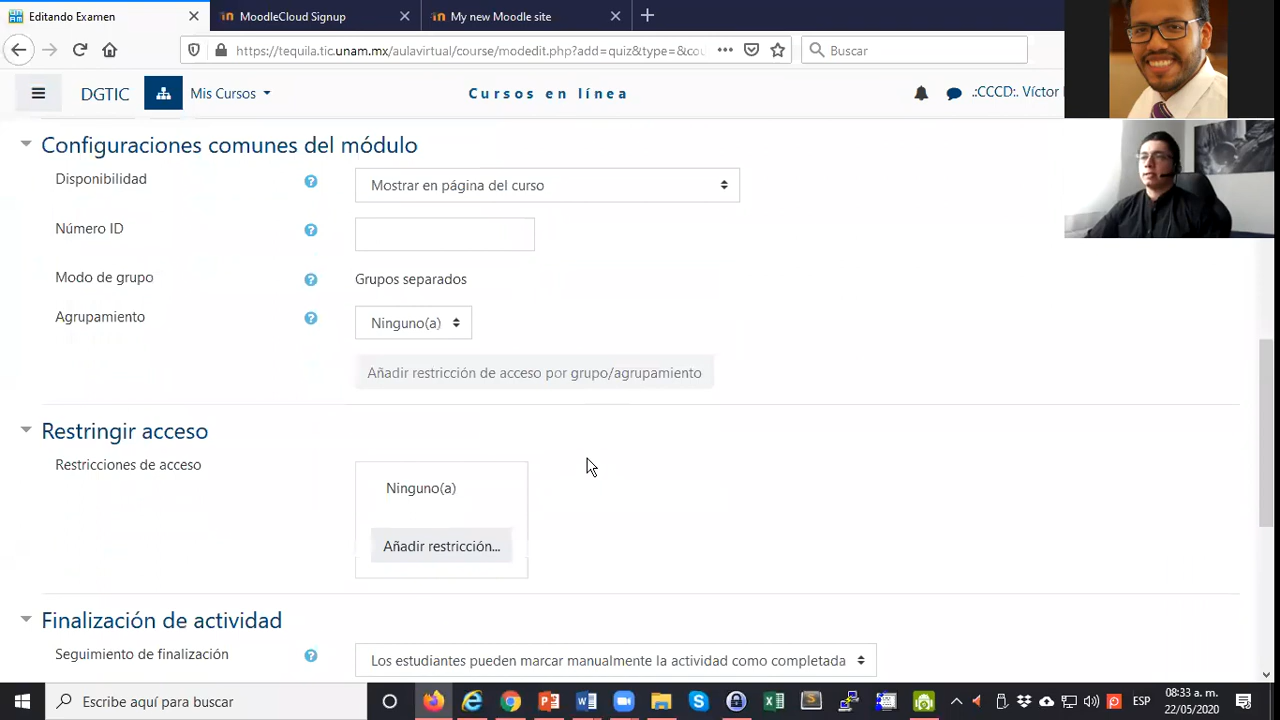 Editando Examen
MoodleCloud Signup
My new Moodle site
https://tequila.tic.unam.mx/aulavirtual/course/modedit.php?add=quiz&type=&cou
Buscar
DGTIC
Mis Cursos
Cursos en línea
.:CCCD:. Víctor
Configuraciones comunes del módulo
Disponibilidad
Mostrar en página del curso
Número ID
Modo de grupo
Grupos separados
Agrupamiento
Ninguno(a)
Añadir restricción de acceso por grupo/agrupamiento
Restringir acceso
Restricciones de acceso
Ninguno(a)
Añadir restricción...
Finalización de actividad
Seguimiento de finalización
Los estudiantes pueden marcar manualmente la actividad como completada
Escribe aquí para buscar
ESP
08:33 a. m.
22/05/2020